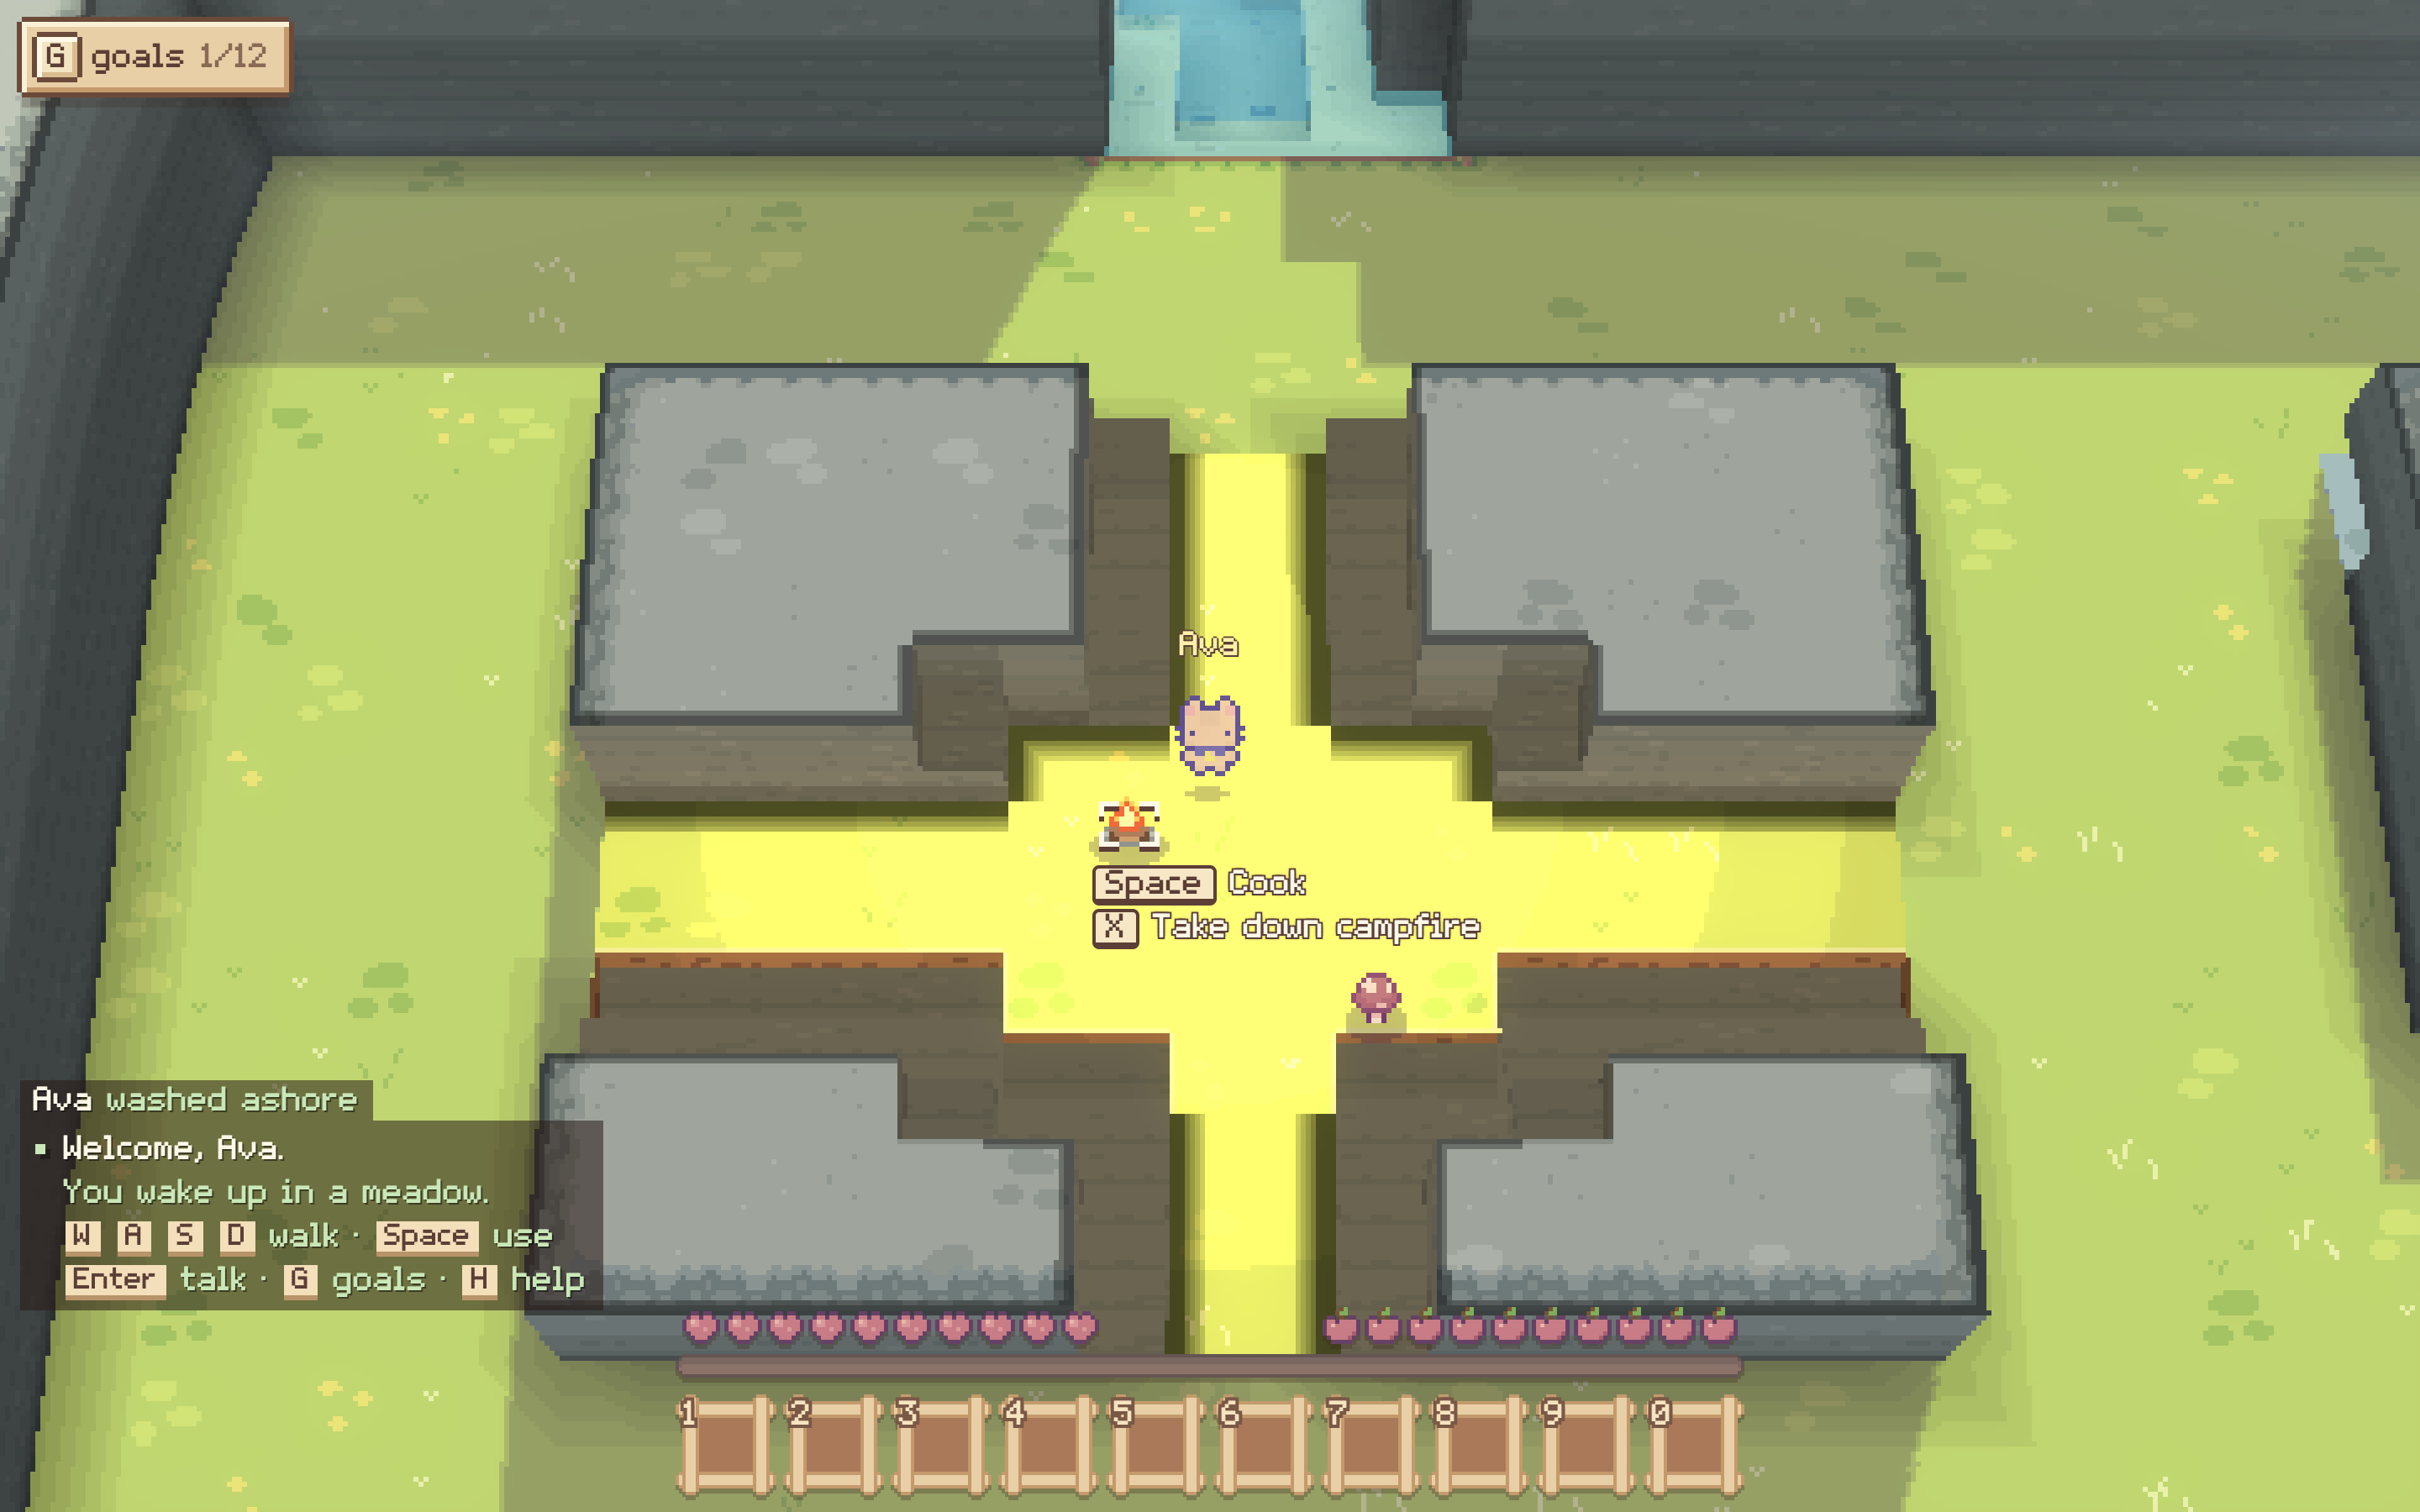 G goals 1/12
Ava
Space Cook
X Take down campfire
Ava washed ashore
▪ Welcome, Ava.
You wake up in a meadow.
W A S D walk · Space use
Enter talk · G goals · H help
1 2 3 4 5 6 7 8 9 0